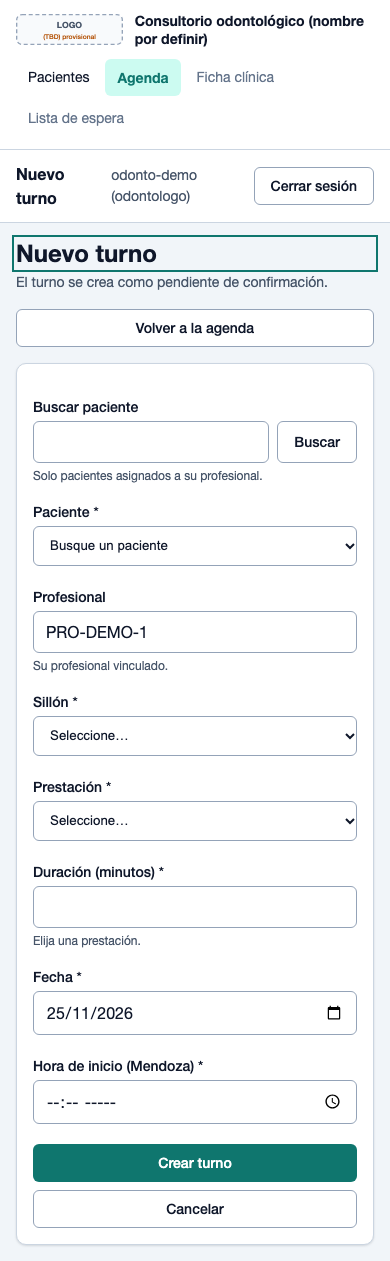 LOGO
(TBD) provisional
Consultorio odontológico (nombre
por definir)
Pacientes
Agenda
Ficha clínica
Lista de espera
Nuevo
turno
odonto-demo
(odontologo)
Cerrar sesión
Nuevo turno
El turno se crea como pendiente de confirmación.
Volver a la agenda
Buscar paciente
Buscar
Solo pacientes asignados a su profesional.
Paciente *
Busque un paciente
Profesional
PRO-DEMO-1
Su profesional vinculado.
Sillón *
Seleccione…
Prestación *
Seleccione…
Duración (minutos) *
Elija una prestación.
Fecha *
25/11/2026
Hora de inicio (Mendoza) *
--:-- -----
Crear turno
Cancelar